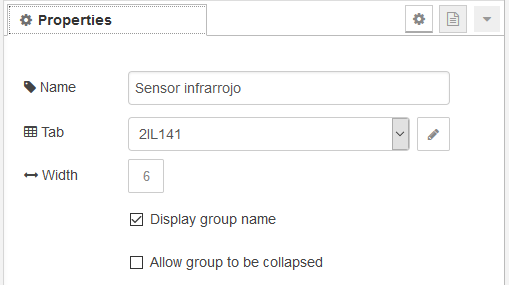 Properties
Name Sensor infrarrojo
Tab 2IL141
Width 6
Display group name
Allow group to be collapsed